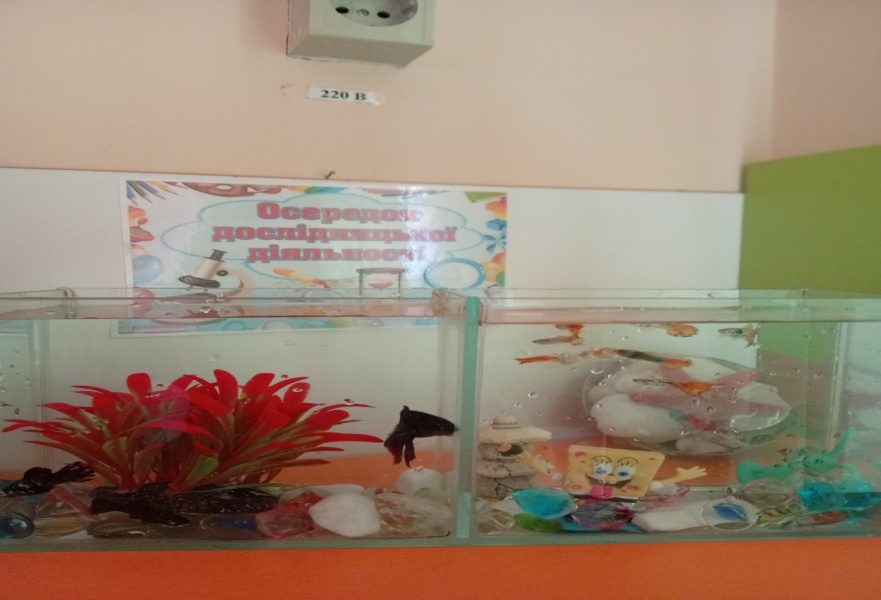 220 В
Осередок
дослідницької
діяльності